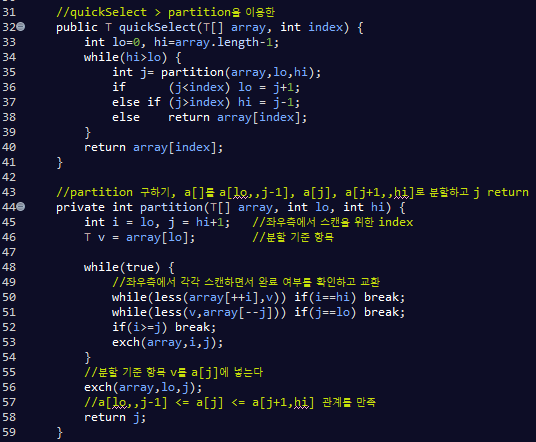 31 //quickSelect > partition을 이용한
32 public T quickSelect(T[] array, int index) {
33 int lo=0, hi=array.length-1;
34 while(hi>lo) {
35 int j= partition(array,lo,hi);
36 if (j<index) lo = j+1;
37 else if (j>index) hi = j-1;
38 else return array[index];
39 }
40 return array[index];
41 }
42
43 //partition 구하기, a[]를 a[lo,,j-1], a[j], a[j+1,,hi]로 분할하고 j return
44 private int partition(T[] array, int lo, int hi) {
45 int i = lo, j = hi+1; //좌우측에서 스캔을 위한 index
46 T v = array[lo]; //분할 기준 항목
47
48 while(true) {
49 //좌우측에서 각각 스캔하면서 완료 여부를 확인하고 교환
50 while(less(array[++i],v)) if(i==hi) break;
51 while(less(v,array[--j])) if(j==lo) break;
52 if(i>=j) break;
53 exch(array,i,j);
54 }
55 //분할 기준 항목 v를 a[j]에 넣는다
56 exch(array,lo,j);
57 //a[lo,,j-1] <= a[j] <= a[j+1,hi] 관계를 만족
58 return j;
59 }